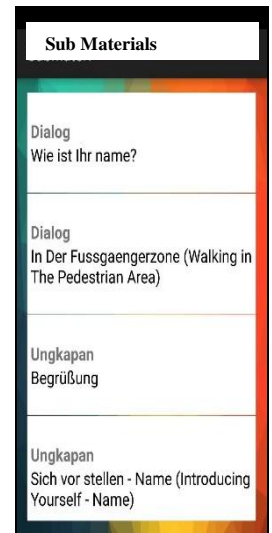 Sub Materials
Dialog
Wie ist Ihr name?
Dialog
In Der Fussgaengerzone (Walking in
The Pedestrian Area)
Ungkapan
Begrüßung
Ungkapan
Sich vor stellen - Name (Introducing
Yourself - Name)